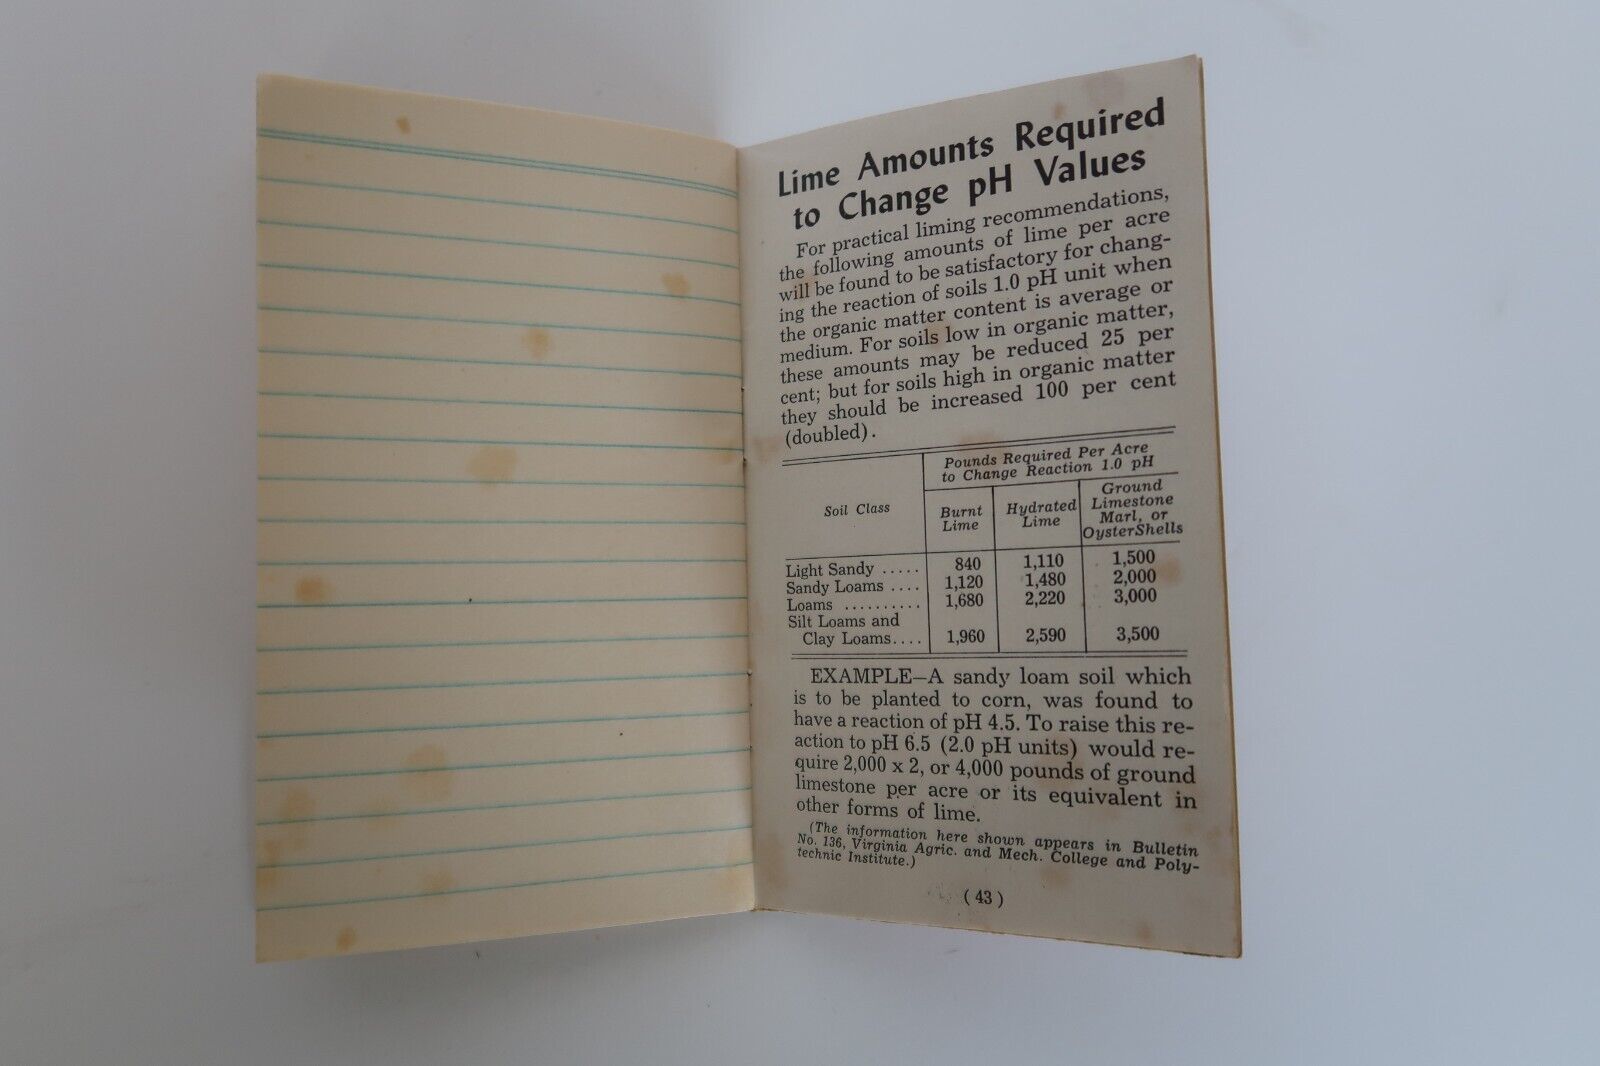 Lime Amounts Required
to Change pH Values
For practical liming recommendations,
the following amounts of lime per acre
will be found to be satisfactory for chang-
ing the reaction of soils 1.0 pH unit when
the organic matter content is average or
medium. For soils low in organic matter,
these amounts may be reduced 25 per
cent; but for soils high in organic matter
they should be increased 100 per cent
(doubled).
Pounds Required Per Acre
to Change Reaction 1.0 pH
Soil Class
Burnt
Lime
Hydrated
Lime
Ground
Limestone
Marl, or
OysterShells
Light Sandy ..... 840 1,110 1,500
Sandy Loams .... 1,120 1,480 2,000
Loams .......... 1,680 2,220 3,000
Silt Loams and
Clay Loams.... 1,960 2,590 3,500
EXAMPLE—A sandy loam soil which
is to be planted to corn, was found to
have a reaction of pH 4.5. To raise this re-
action to pH 6.5 (2.0 pH units) would re-
quire 2,000 x 2, or 4,000 pounds of ground
limestone per acre or its equivalent in
other forms of lime.
(The information here shown appears in Bulletin
No. 136, Virginia Agric. and Mech. College and Poly-
technic Institute.)
(43)